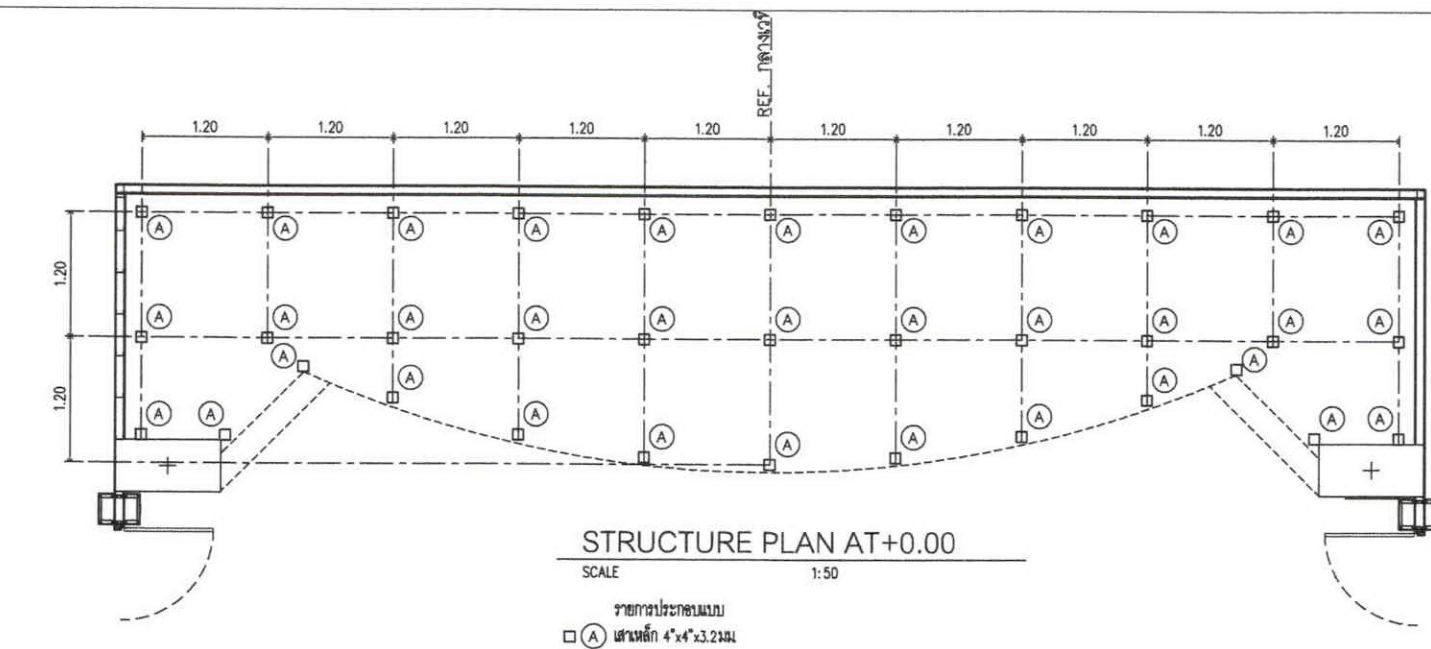 REF. กลางเวที
1.20 1.20 1.20 1.20 1.20 1.20 1.20 1.20 1.20 1.20
A A A A A A A A A A A
1.20
A A A A A A A A A A A
A A
1.20
A A
A A A A A A
A A A
STRUCTURE PLAN AT+0.00
SCALE 1:50
รายการประกอบแบบ
A เสาเหล็ก 4"x4"x3.2มม